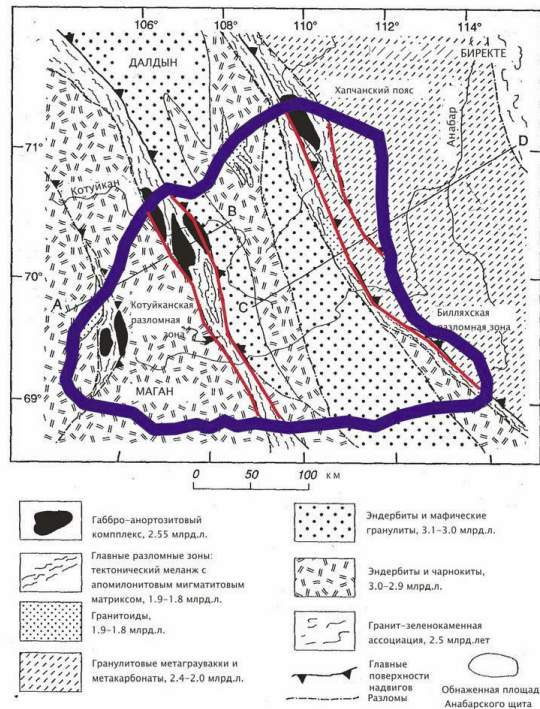 106° 108° 110° 112° 114°
ДАЛДЫН
БИРЕКТЕ
Хапчанский пояс
Анабар
71°
D
Котуйкан
B
70°
A
C
Котуйканская
разломная
зона
Билляхская
разломная зона
МАГАН
69°
0 50 100
км
Габбро-анортозитовый
комплекс, 2.55 млрд.л.
Главные разломные зоны:
тектонический меланж с
апомилонитовым мигматитовым
матриксом, 1.9-1.8 млрд.л.
Гранитоиды,
1.9-1.8 млрд.л.
Гранулитовые метаграувакки и
метакарбонаты, 2.4-2.0 млрд.л.
Эндербиты и мафические
гранулиты, 3.1-3.0 млрд.л.
Эндербиты и чарнокиты,
3.0-2.9 млрд.л.
Гранит-зеленокаменная
ассоциация, 2.5 млрд.лет
Главные
поверхности
надвигов
Разломы
Обнаженная площадь
Анабарского щита